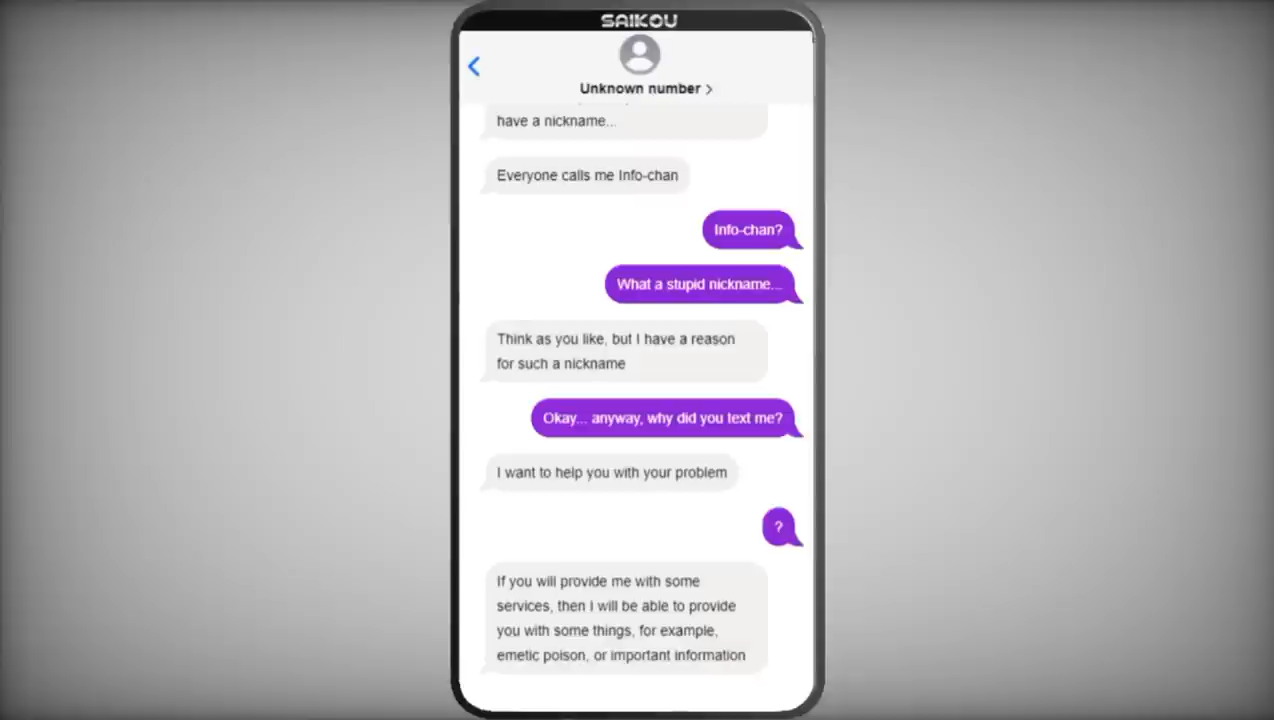 SAIKOU
Unknown number >
have a nickname...
Everyone calls me Info-chan
Info-chan?
What a stupid nickname...
Think as you like, but I have a reason
for such a nickname
Okay... anyway, why did you text me?
I want to help you with your problem
?
If you will provide me with some
services, then I will be able to provide
you with some things, for example,
emetic poison, or important information